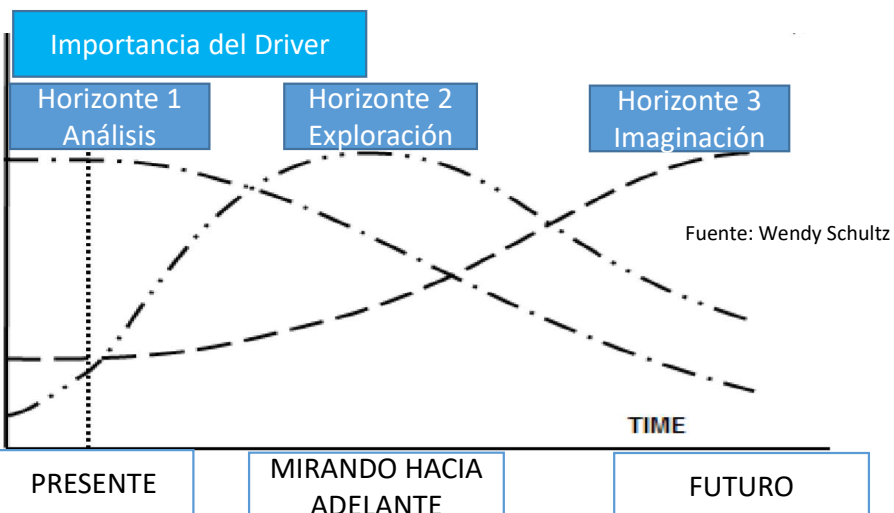 Importancia del Driver
Horizonte 1
Análisis
Horizonte 2
Exploración
Horizonte 3
Imaginación
Fuente: Wendy Schultz
TIME
PRESENTE
MIRANDO HACIA
ADELANTE
FUTURO